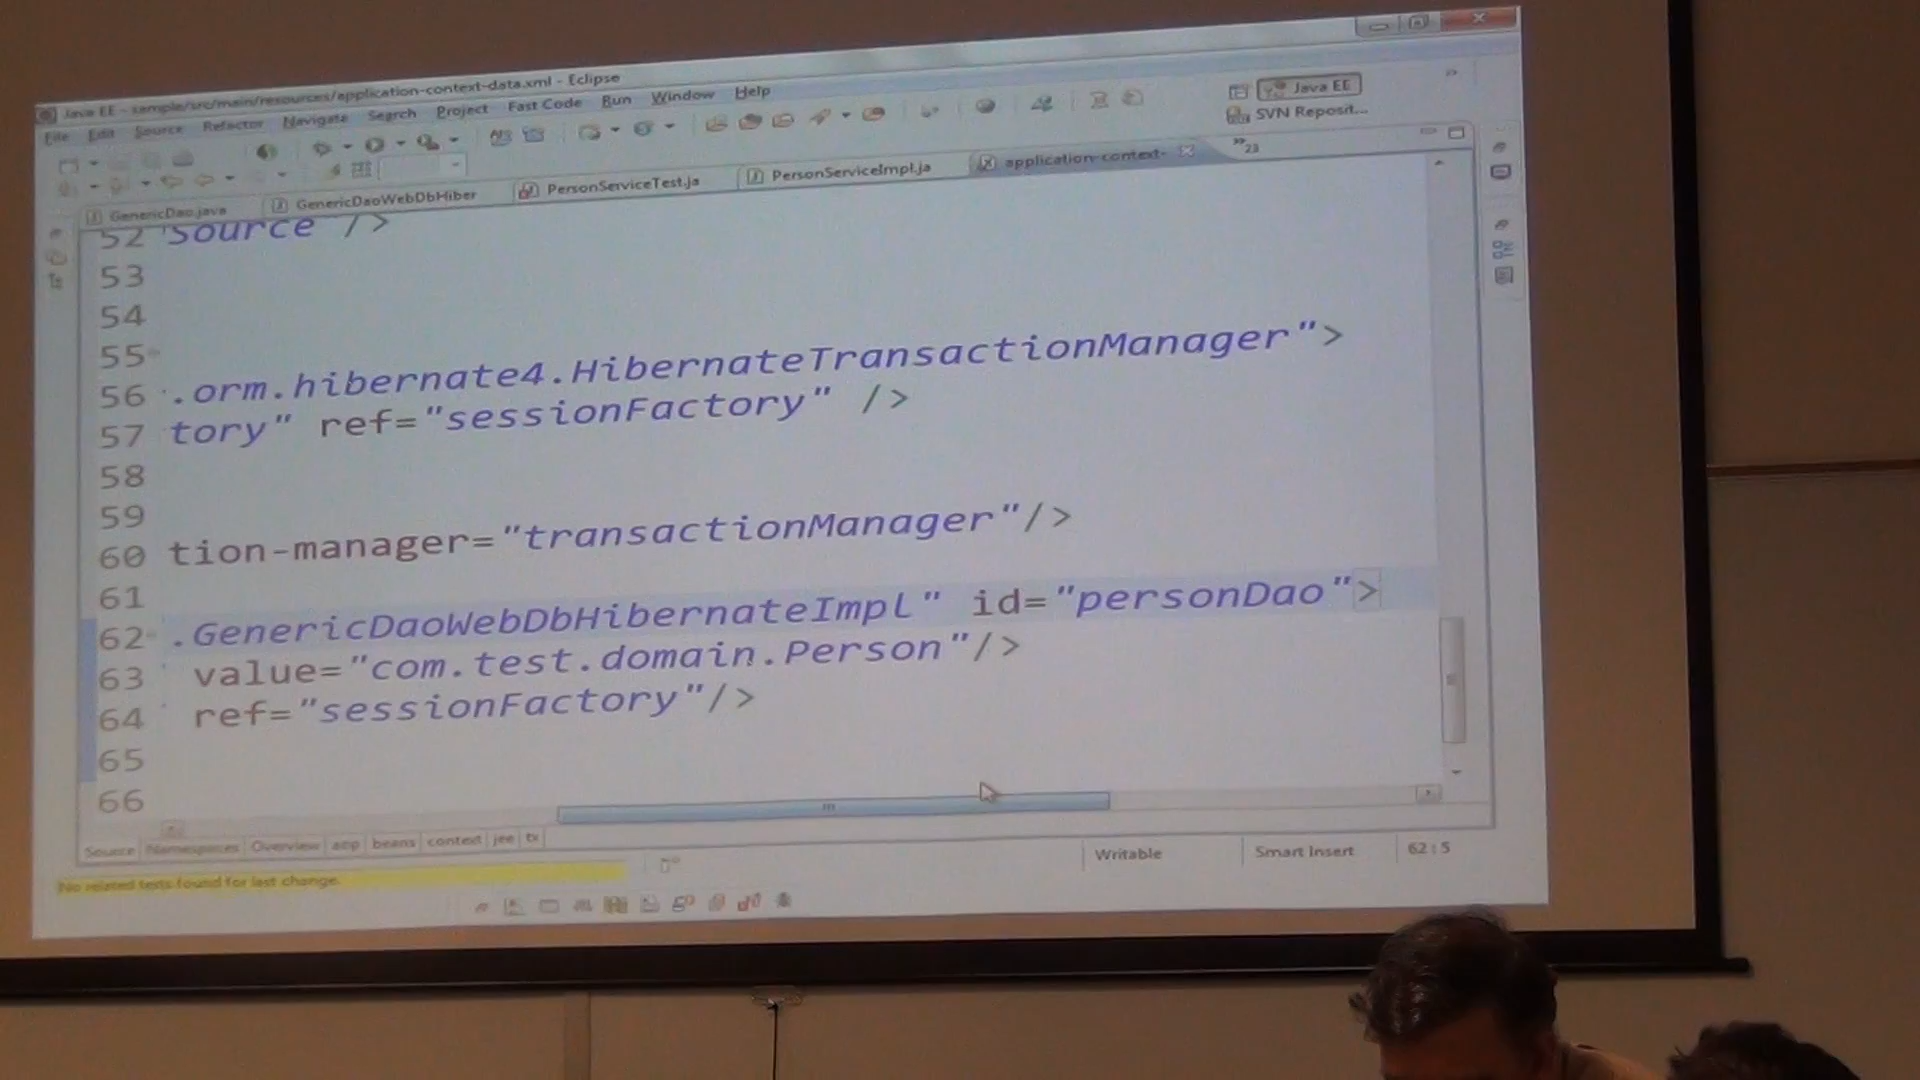 Java EE - sample/src/main/resources/application-context-data.xml - Eclipse
File Edit Source Refactor Navigate Search Project Fast Code Run Window Help
Java EE
SVN Reposit...
GenericDao.java GenericDaoWebDbHiber PersonServiceTest.ja PersonServiceImpl.ja application-context- 23
52 Source" />
53
54
55
56 .orm.hibernate4.HibernateTransactionManager">
57 tory" ref="sessionFactory" />
58
59
60 tion-manager="transactionManager"/>
61
62 .GenericDaoWebDbHibernateImpl" id="personDao">
63 value="com.test.domain.Person"/>
64 ref="sessionFactory"/>
65
66
Source Namespaces Overview aop beans context jee tx
Writable Smart Insert 62 : 5
No related tests found for last change.